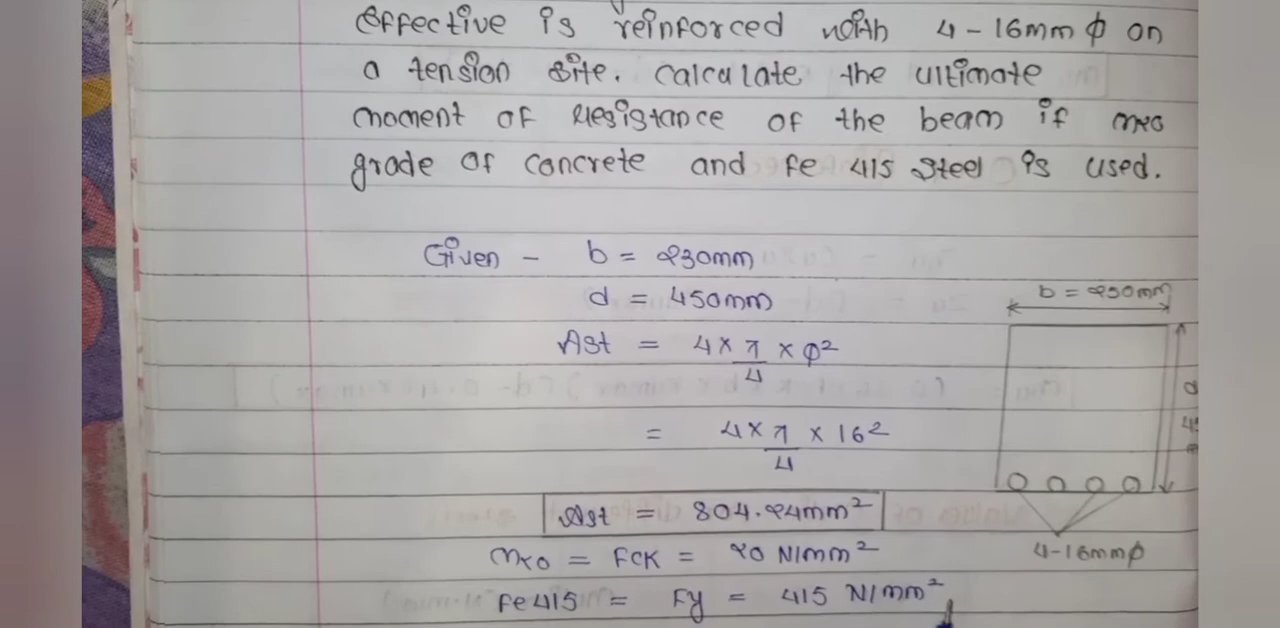 effective is reinforced with 4-16mm ϕ on
a tension site. calculate the ultimate
moment of Resistance of the beam if m20
grade of concrete and fe 415 Steel is used.
Given - b = 230mm
d = 450mm
b = 230mm
Ast = 4 × π/4 × ϕ²
= 4 × π/4 × 16²
d
Ast = 804.24mm²
M20 = Fck = 20 N/mm²
4-16mmϕ
Fe415 = Fy = 415 N/mm²